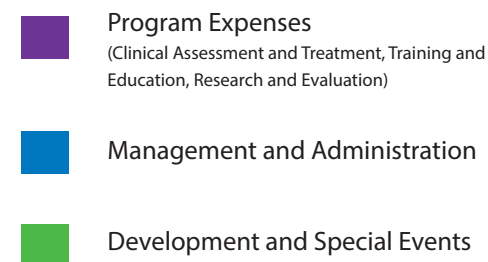 Program Expenses
(Clinical Assessment and Treatment, Training and
Education, Research and Evaluation)
Management and Administration
Development and Special Events